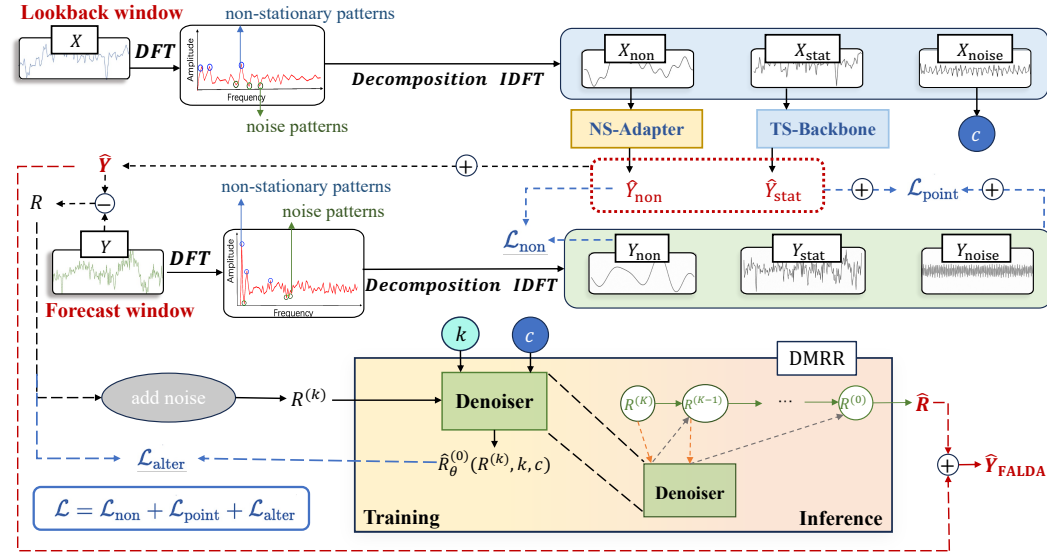 Lookback window
X
DFT
Amplitude
Frequency
non-stationary patterns
noise patterns
Decomposition IDFT
X_non
X_stat
X_noise
NS-Adapter
TS-Backbone
c
Ŷ
+
Ŷ_non
Ŷ_stat
+
ℒ_point
+
R
−
ℒ_non
Y
Forecast window
DFT
non-stationary patterns
noise patterns
Amplitude
Frequency
Decomposition IDFT
Y_non
Y_stat
Y_noise
k
c
DMRR
add noise
R^(k)
Denoiser
R^(K)
R^(K-1)
...
R^(0)
R̂
ℒ_alter
R̂_θ^(0)(R^(k), k, c)
Denoiser
+
Ŷ_FALDA
ℒ = ℒ_non + ℒ_point + ℒ_alter
Training
Inference